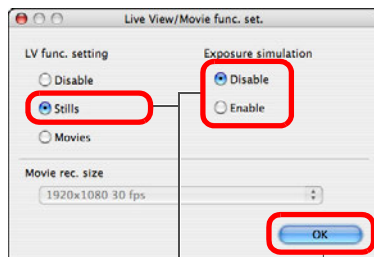 Live View/Movie func. set.
LV func. setting
Disable
Stills
Movies
Exposure simulation
Disable
Enable
Movie rec. size
1920x1080 30 fps
OK